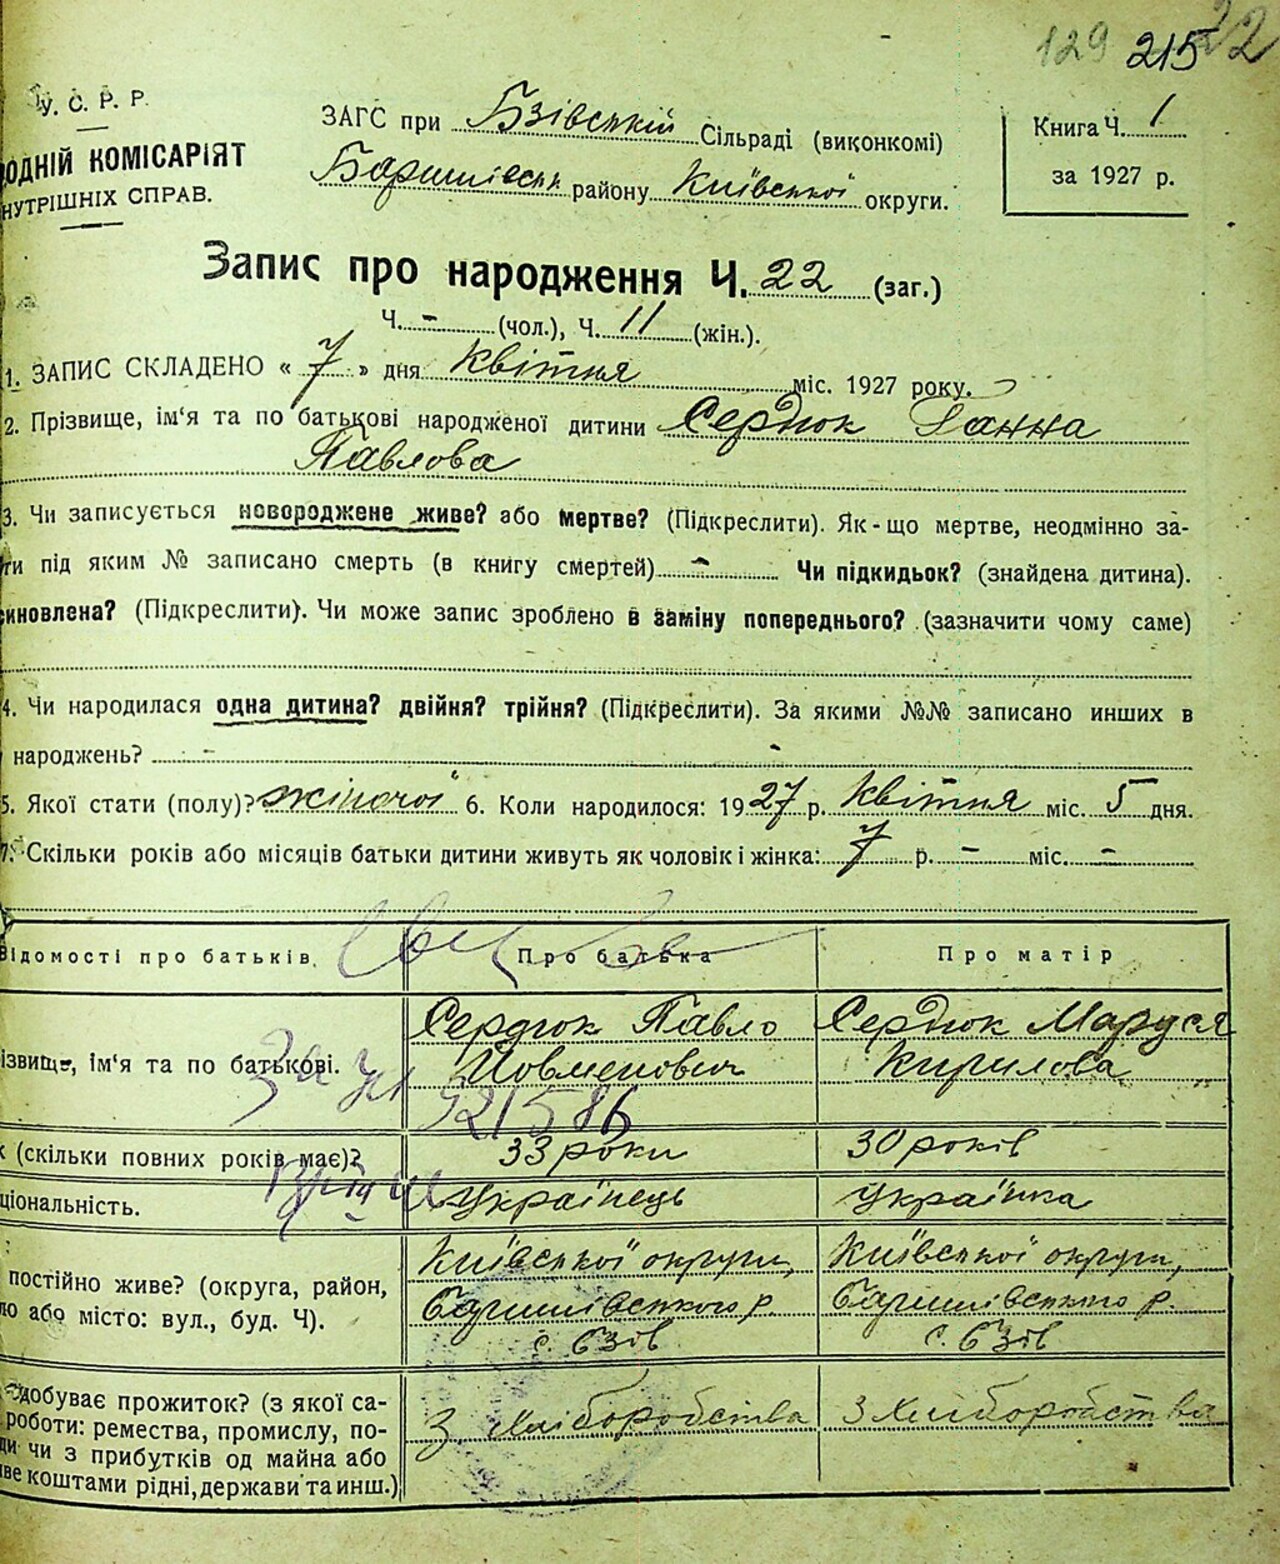 129 215 22
У. С. Р. Р.
ОДНІЙ КОМІСАРІЯТ
НУТРІШНІХ СПРАВ.
ЗАГС при Бзівській Сільраді (виконкомі)
Баришівськ району Київської округи.
Книга Ч. 1
за 1927 р.
Запис про народження Ч. 22 (заг.)
Ч. - (чол.), Ч. 11 (жін.).
1. ЗАПИС СКЛАДЕНО « 7 » дня Квітня міс. 1927 року.
2. Прізвище, ім‘я та по батькові народженої дитини Сердюк Ганна
Павлова
3. Чи записується новороджене живе? або мертве? (Підкреслити). Як-що мертве, неодмінно за-
ти під яким № записано смерть (в книгу смертей) - Чи підкидьок? (знайдена дитина).
иновлена? (Підкреслити). Чи може запис зроблено в заміну попереднього? (зазначити чому саме)
4. Чи народилася одна дитина? двійня? трійня? (Підкреслити). За якими №№ записано инших в
народжень? -
5. Якої стати (полу)? жіночої 6. Коли народилося: 1927 р. Квітня міс. 5 дня.
7. Скільки років або місяців батьки дитини живуть як чоловік і жінка: 7 р. - міс. -
Відомості про батьків. Про батька Про матір
ізвище, ім‘я та по батькові. Сердюк Павло Сердюк Маруся
Йовменович Кирилова
521586
к (скільки повних років має)? 33 роки 30 років
ціональність. Українець українка
постійно живе? (округа, район, Київської округи, Київської округи,
ло або місто: вул., буд. Ч). Баришівського р. Баришівського р.
с. Бзів с. Бзів
здобуває прожиток? (з якої са- З хліборобства З хліборобства
роботи: ремества, промислу, по-
ди чи з прибутків од майна або
ве коштами рідні, держави та инш.)